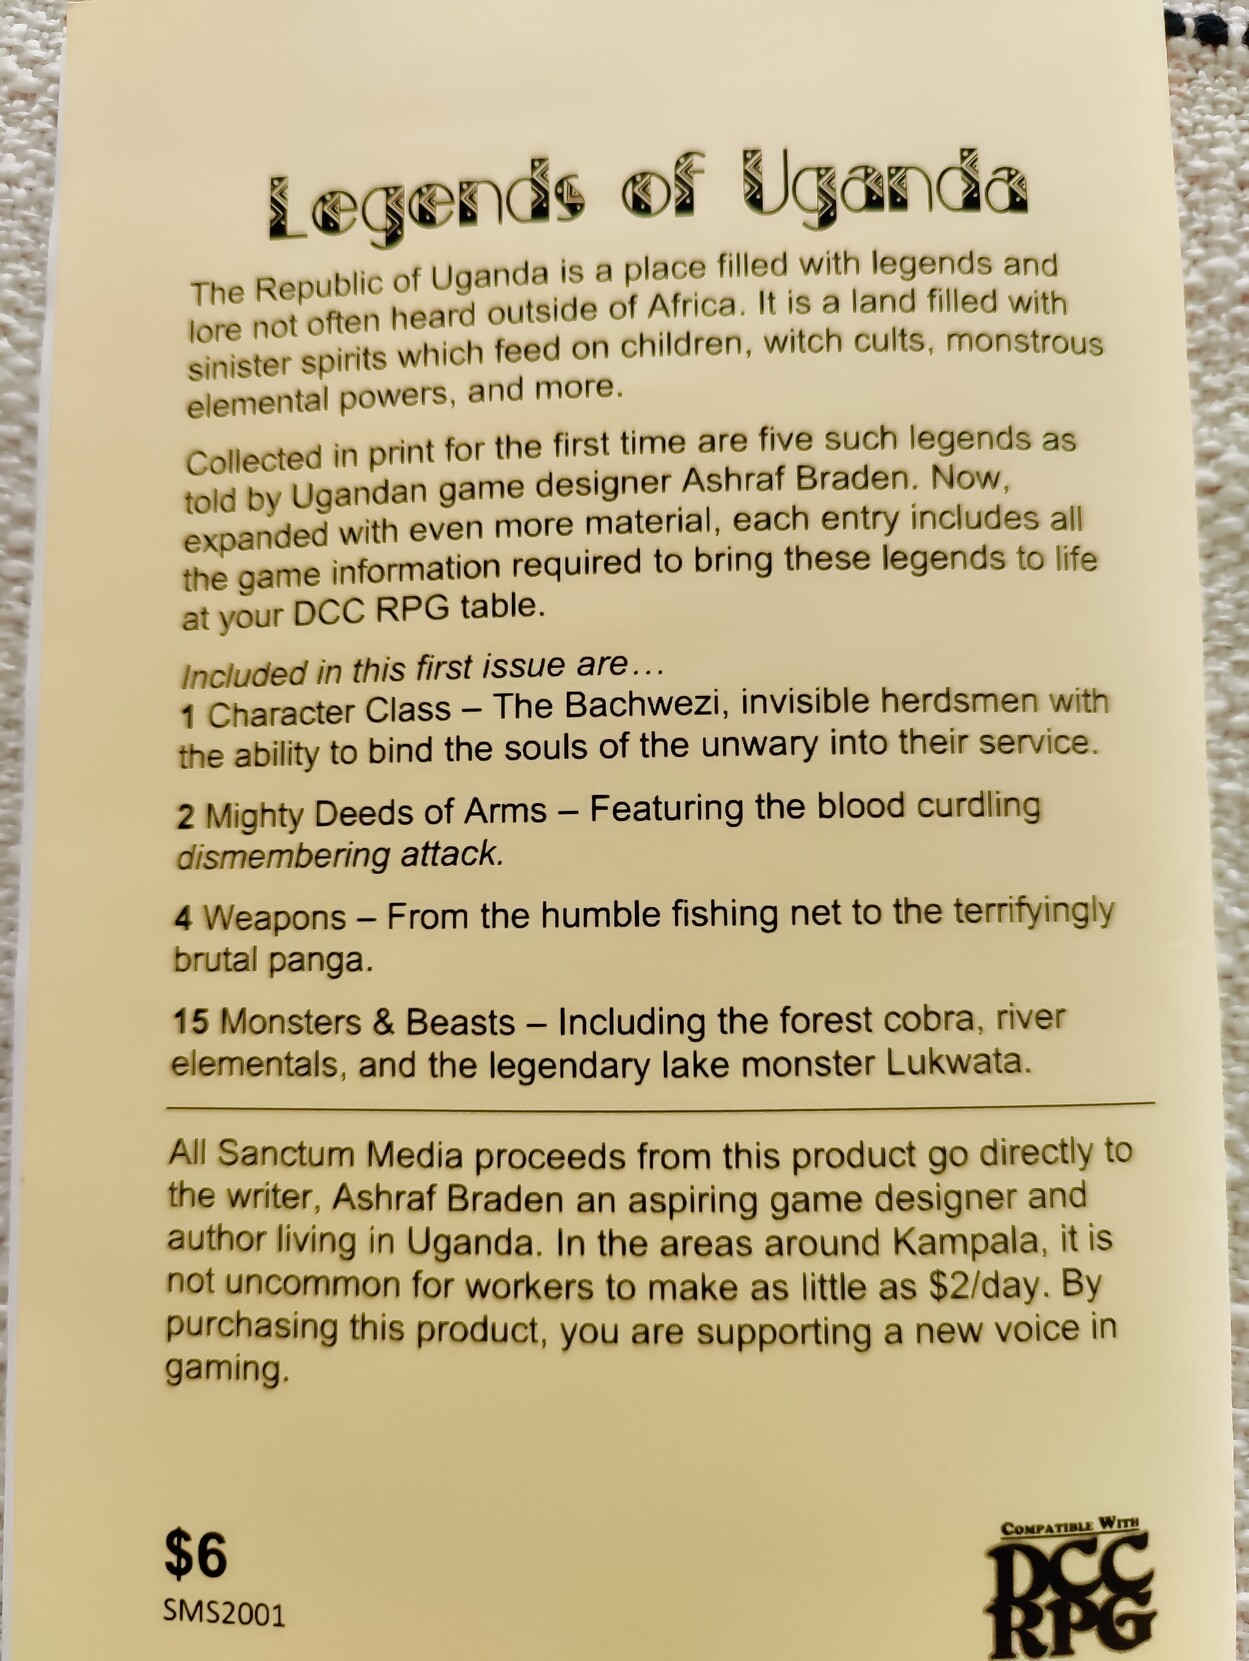 Legends of Uganda
The Republic of Uganda is a place filled with legends and
lore not often heard outside of Africa. It is a land filled with
sinister spirits which feed on children, witch cults, monstrous
elemental powers, and more.
Collected in print for the first time are five such legends as
told by Ugandan game designer Ashraf Braden. Now,
expanded with even more material, each entry includes all
the game information required to bring these legends to life
at your DCC RPG table.
Included in this first issue are…
1 Character Class – The Bachwezi, invisible herdsmen with
the ability to bind the souls of the unwary into their service.
2 Mighty Deeds of Arms – Featuring the blood curdling
dismembering attack.
4 Weapons – From the humble fishing net to the terrifyingly
brutal panga.
15 Monsters & Beasts – Including the forest cobra, river
elementals, and the legendary lake monster Lukwata.
All Sanctum Media proceeds from this product go directly to
the writer, Ashraf Braden an aspiring game designer and
author living in Uganda. In the areas around Kampala, it is
not uncommon for workers to make as little as $2/day. By
purchasing this product, you are supporting a new voice in
gaming.
$6
SMS2001
COMPATIBLE WITH
DCC
RPG